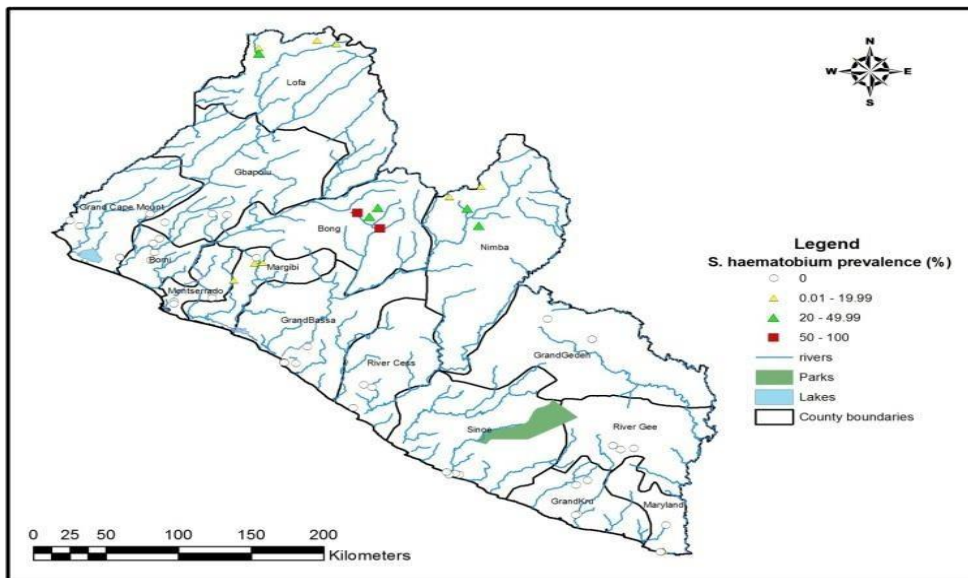 N
W E
S
Lofa
Gbapolu
Grand Cape Mount
Bong
Nimba
Bomi
Margibi
Montserrado
GrandBassa
River Cess
GrandGedeh
Sinoe
River Gee
GrandKru
Maryland
Legend
S. haematobium prevalence (%)
0
0.01 - 19.99
20 - 49.99
50 - 100
rivers
Parks
Lakes
County boundaries
0 25 50 100 150 200
Kilometers